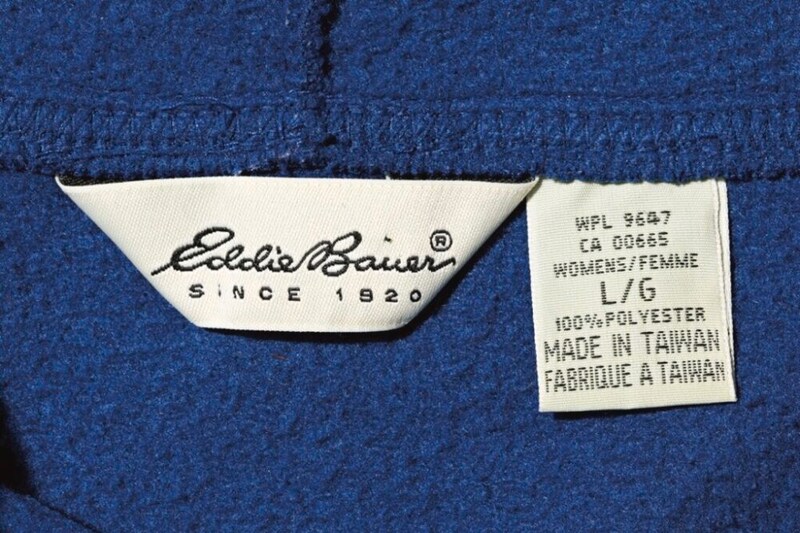 Eddie Bauer®
SINCE 1920
WPL 9647
CA 00665
WOMENS/FEMME
L/G
100%POLYESTER
MADE IN TAIWAN
FABRIQUE A TAIWAN